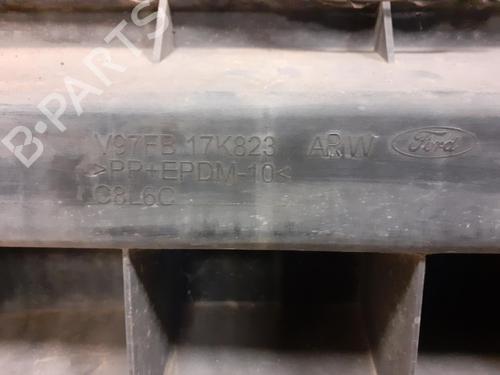 B-PARTS
V97FB 17K823 ARW Ford
>PP+EPDM-10<
C8L6C